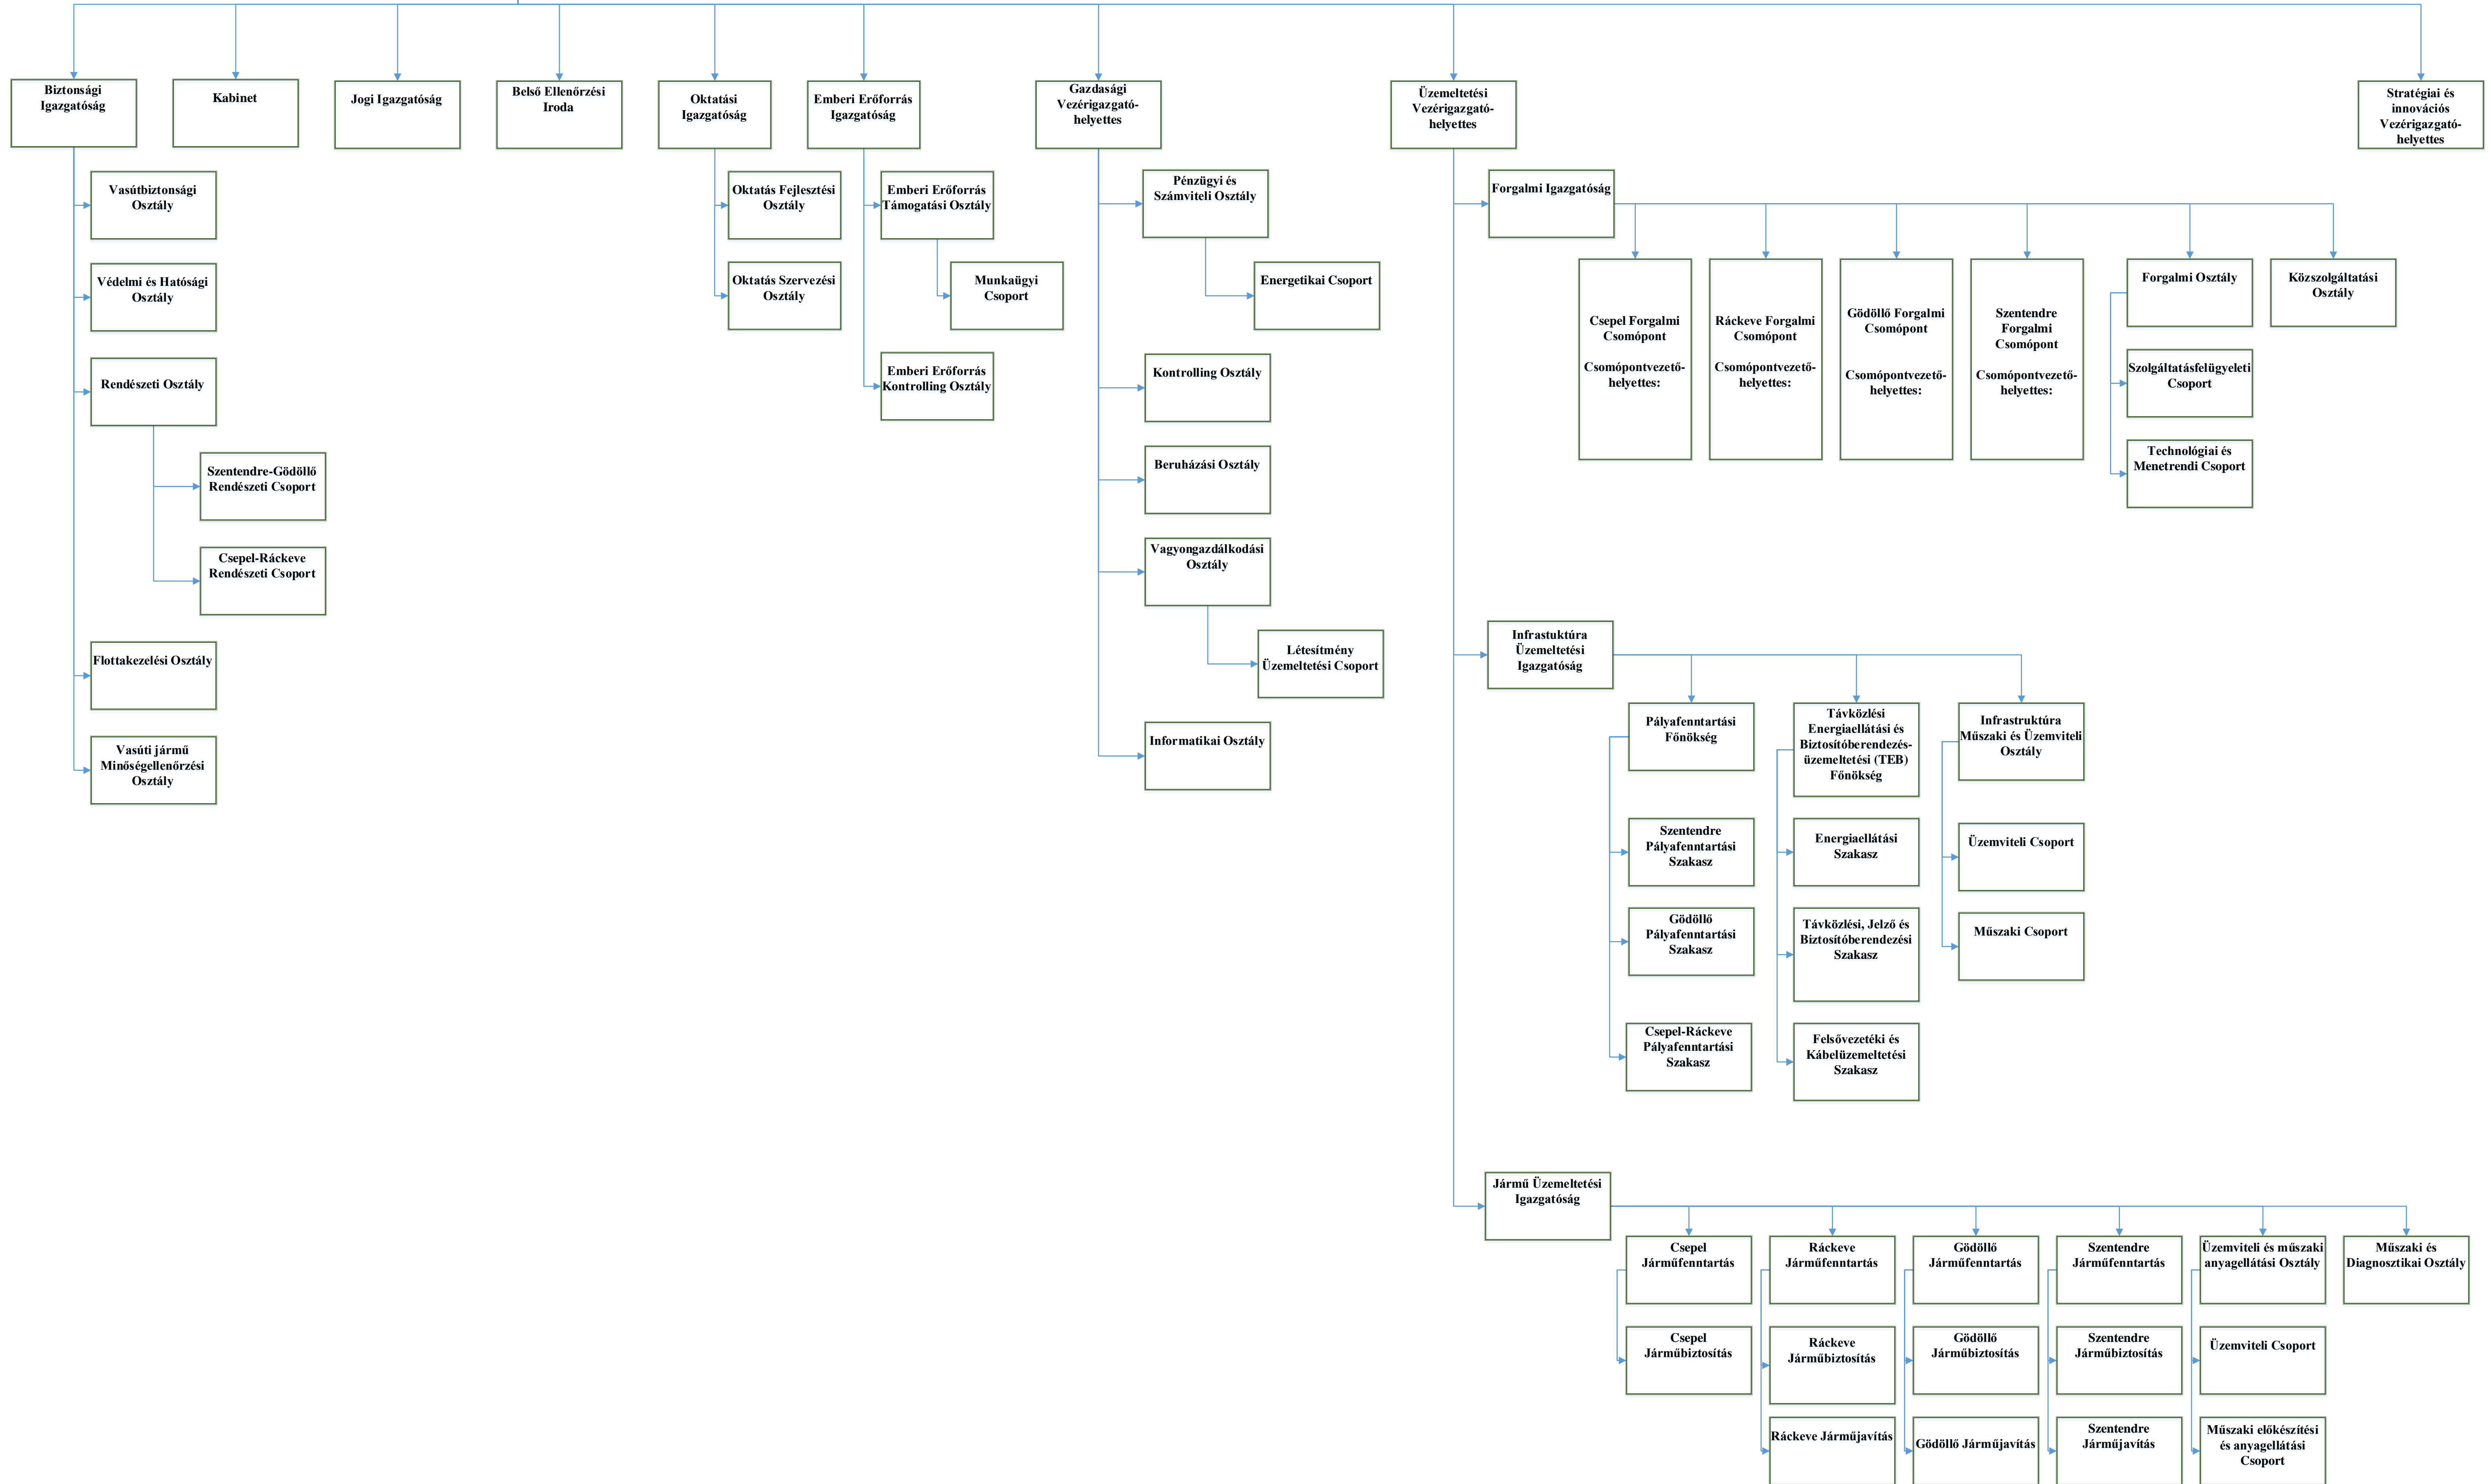 Biztonsági
Igazgatóság
Kabinet
Jogi Igazgatóság
Belső Ellenőrzési
Iroda
Oktatási
Igazgatóság
Emberi Erőforrás
Igazgatóság
Gazdasági
Vezérigazgató-
helyettes
Üzemeltetési
Vezérigazgató-
helyettes
Stratégiai és
innovációs
Vezérigazgató-
helyettes
Vasútbiztonsági
Osztály
Védelmi és Hatósági
Osztály
Rendészeti Osztály
Szentendre-Gödöllő
Rendészeti Csoport
Csepel-Ráckeve
Rendészeti Csoport
Flottakezelési Osztály
Vasúti jármű
Minőségellenőrzési
Osztály
Oktatás Fejlesztési
Osztály
Oktatás Szervezési
Osztály
Emberi Erőforrás
Támogatási Osztály
Munkaügyi
Csoport
Emberi Erőforrás
Kontrolling Osztály
Pénzügyi és
Számviteli Osztály
Energetikai Csoport
Kontrolling Osztály
Beruházási Osztály
Vagyongazdálkodási
Osztály
Létesítmény
Üzemeltetési Csoport
Informatikai Osztály
Forgalmi Igazgatóság
Csepel Forgalmi
Csomópont
Csomópontvezető-
helyettes:
Ráckeve Forgalmi
Csomópont
Csomópontvezető-
helyettes:
Gödöllő Forgalmi
Csomópont
Csomópontvezető-
helyettes:
Szentendre
Forgalmi
Csomópont
Csomópontvezető-
helyettes:
Forgalmi Osztály
Szolgáltatásfelügyeleti
Csoport
Technológiai és
Menetrendi Csoport
Közszolgáltatási
Osztály
Infrastuktúra
Üzemeltetési
Igazgatóság
Pályafenntartási
Főnökség
Szentendre
Pályafenntartási
Szakasz
Gödöllő
Pályafenntartási
Szakasz
Csepel-Ráckeve
Pályafenntartási
Szakasz
Távközlési
Energiaellátási és
Biztosítóberendezés-
üzemeltetési (TEB)
Főnökség
Energiaellátási
Szakasz
Távközlési, Jelző és
Biztosítóberendezési
Szakasz
Felsővezetéki és
Kábelüzemeltetési
Szakasz
Infrastruktúra
Műszaki és Üzemviteli
Osztály
Üzemviteli Csoport
Műszaki Csoport
Jármű Üzemeltetési
Igazgatóság
Csepel
Járműfenntartás
Csepel
Járműbiztosítás
Ráckeve
Járműfenntartás
Ráckeve
Járműbiztosítás
Ráckeve Járműjavítás
Gödöllő
Járműfenntartás
Gödöllő
Járműbiztosítás
Gödöllő Járműjavítás
Szentendre
Járműfenntartás
Szentendre
Járműbiztosítás
Szentendre
Járműjavítás
Üzemviteli és műszaki
anyagellátási Osztály
Üzemviteli Csoport
Műszaki előkészítési
és anyagellátási
Csoport
Műszaki és
Diagnosztikai Osztály